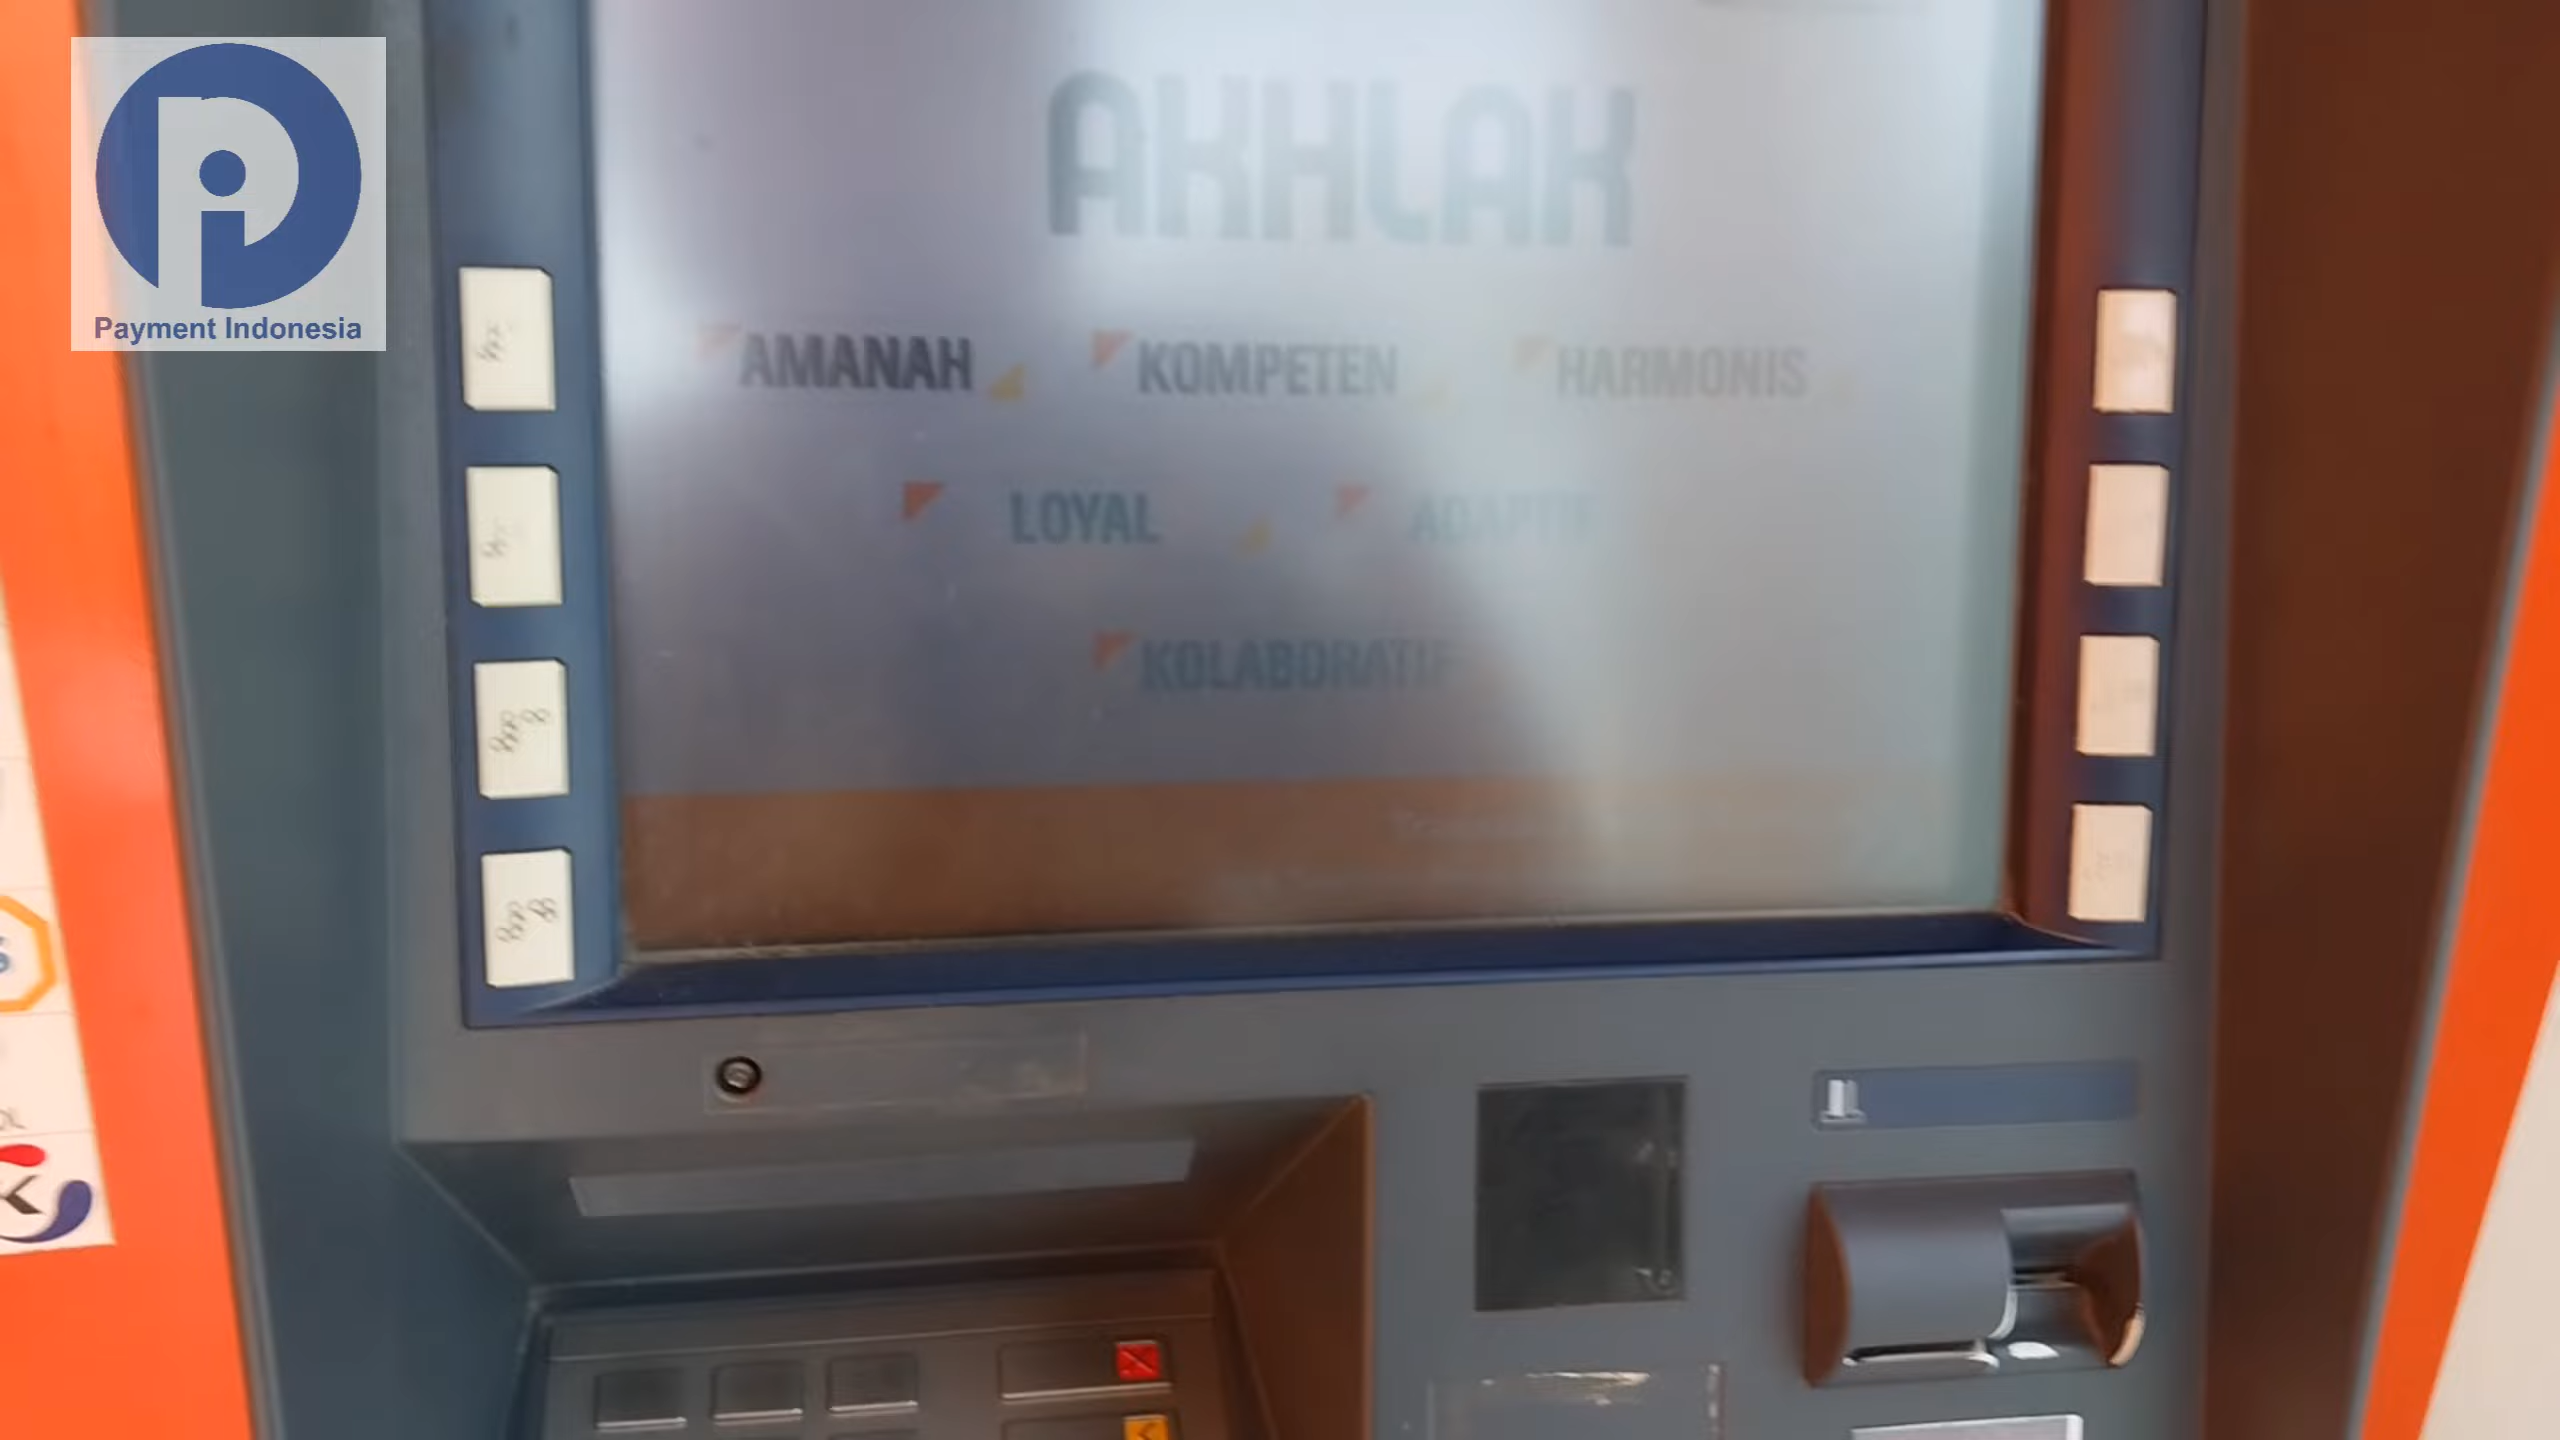 Payment Indonesia
AKHLAK
AMANAH KOMPETEN HARMONIS
LOYAL ADAPTIF
KOLABORATIF